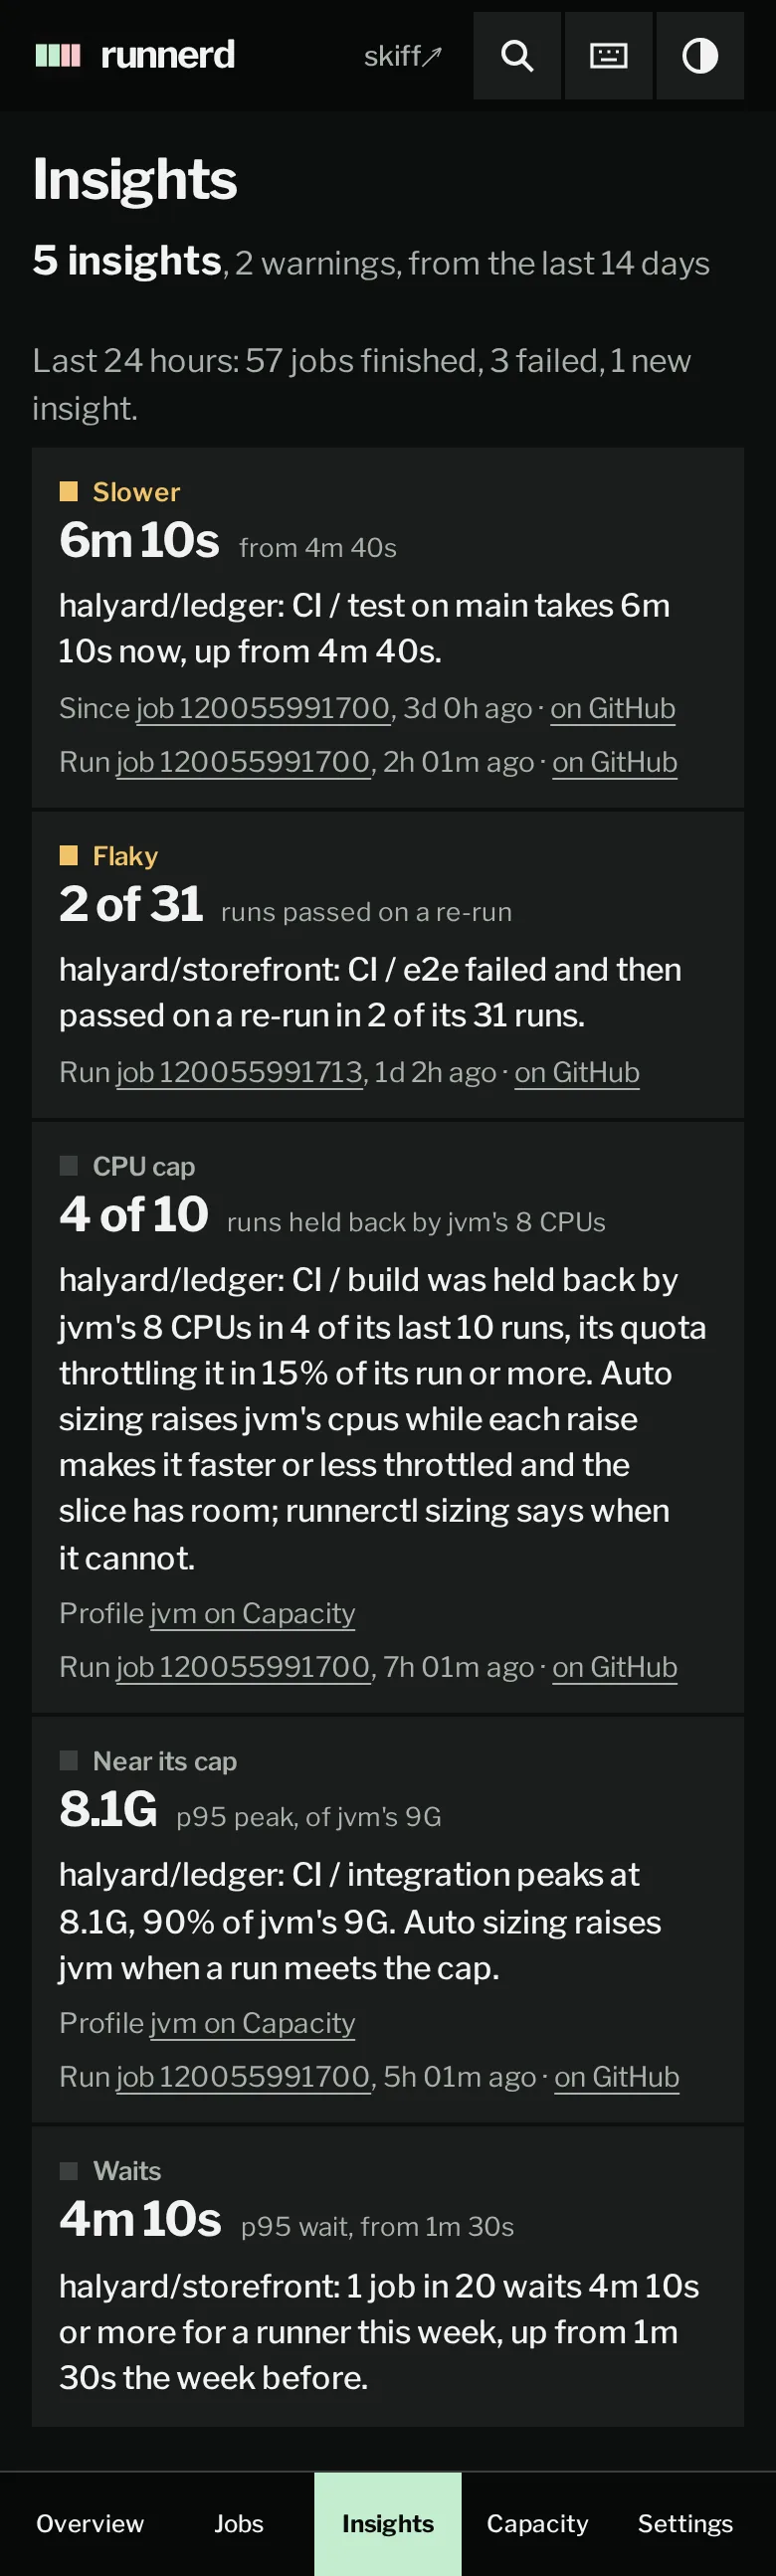 runnerd
skiff↗
Insights
5 insights, 2 warnings, from the last 14 days
Last 24 hours: 57 jobs finished, 3 failed, 1 new
insight.
Slower
6m 10s from 4m 40s
halyard/ledger: CI / test on main takes 6m
10s now, up from 4m 40s.
Since job 120055991700, 3d 0h ago · on GitHub
Run job 120055991700, 2h 01m ago · on GitHub
Flaky
2 of 31 runs passed on a re-run
halyard/storefront: CI / e2e failed and then
passed on a re-run in 2 of its 31 runs.
Run job 120055991713, 1d 2h ago · on GitHub
CPU cap
4 of 10 runs held back by jvm's 8 CPUs
halyard/ledger: CI / build was held back by
jvm's 8 CPUs in 4 of its last 10 runs, its quota
throttling it in 15% of its run or more. Auto
sizing raises jvm's cpus while each raise
makes it faster or less throttled and the
slice has room; runnerctl sizing says when
it cannot.
Profile jvm on Capacity
Run job 120055991700, 7h 01m ago · on GitHub
Near its cap
8.1G p95 peak, of jvm's 9G
halyard/ledger: CI / integration peaks at
8.1G, 90% of jvm's 9G. Auto sizing raises
jvm when a run meets the cap.
Profile jvm on Capacity
Run job 120055991700, 5h 01m ago · on GitHub
Waits
4m 10s p95 wait, from 1m 30s
halyard/storefront: 1 job in 20 waits 4m 10s
or more for a runner this week, up from 1m
30s the week before.
Overview Jobs Insights Capacity Settings